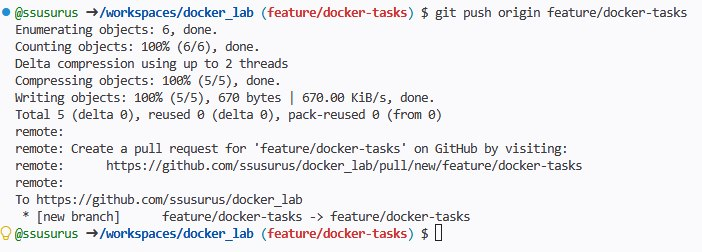 @ssusurus ➜/workspaces/docker_lab (feature/docker-tasks) $ git push origin feature/docker-tasks
Enumerating objects: 6, done.
Counting objects: 100% (6/6), done.
Delta compression using up to 2 threads
Compressing objects: 100% (5/5), done.
Writing objects: 100% (5/5), 670 bytes | 670.00 KiB/s, done.
Total 5 (delta 0), reused 0 (delta 0), pack-reused 0 (from 0)
remote:
remote: Create a pull request for 'feature/docker-tasks' on GitHub by visiting:
remote:      https://github.com/ssusurus/docker_lab/pull/new/feature/docker-tasks
remote:
To https://github.com/ssusurus/docker_lab
 * [new branch]      feature/docker-tasks -> feature/docker-tasks
@ssusurus ➜/workspaces/docker_lab (feature/docker-tasks) $